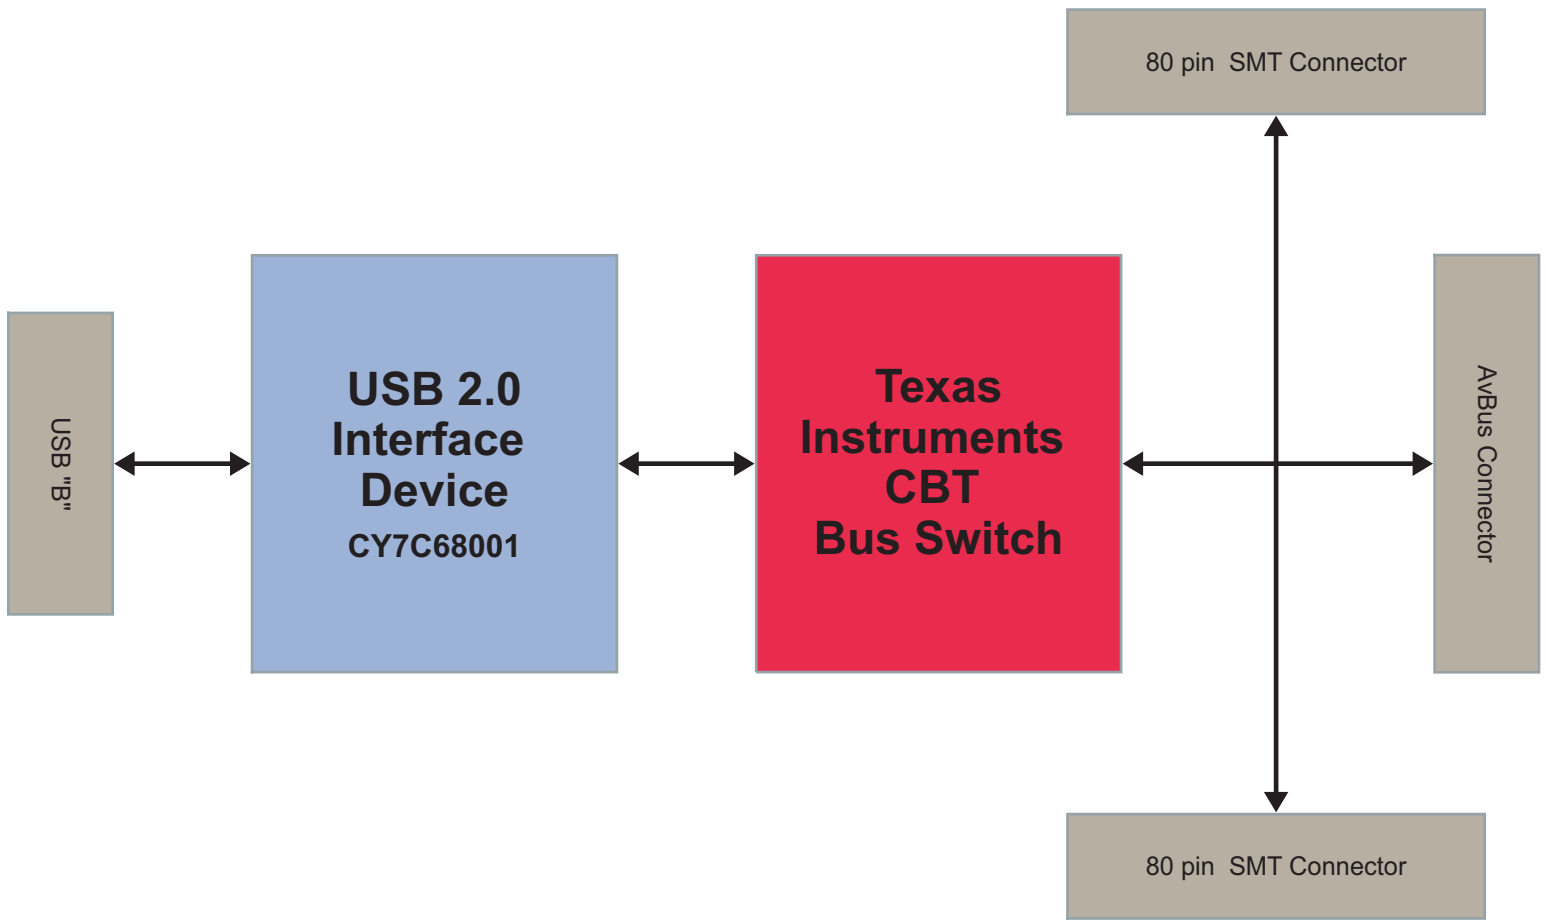 80 pin  SMT Connector
USB "B"
USB 2.0
Interface
Device
CY7C68001
Texas
Instruments
CBT
Bus Switch
AvBus Connector
80 pin  SMT Connector